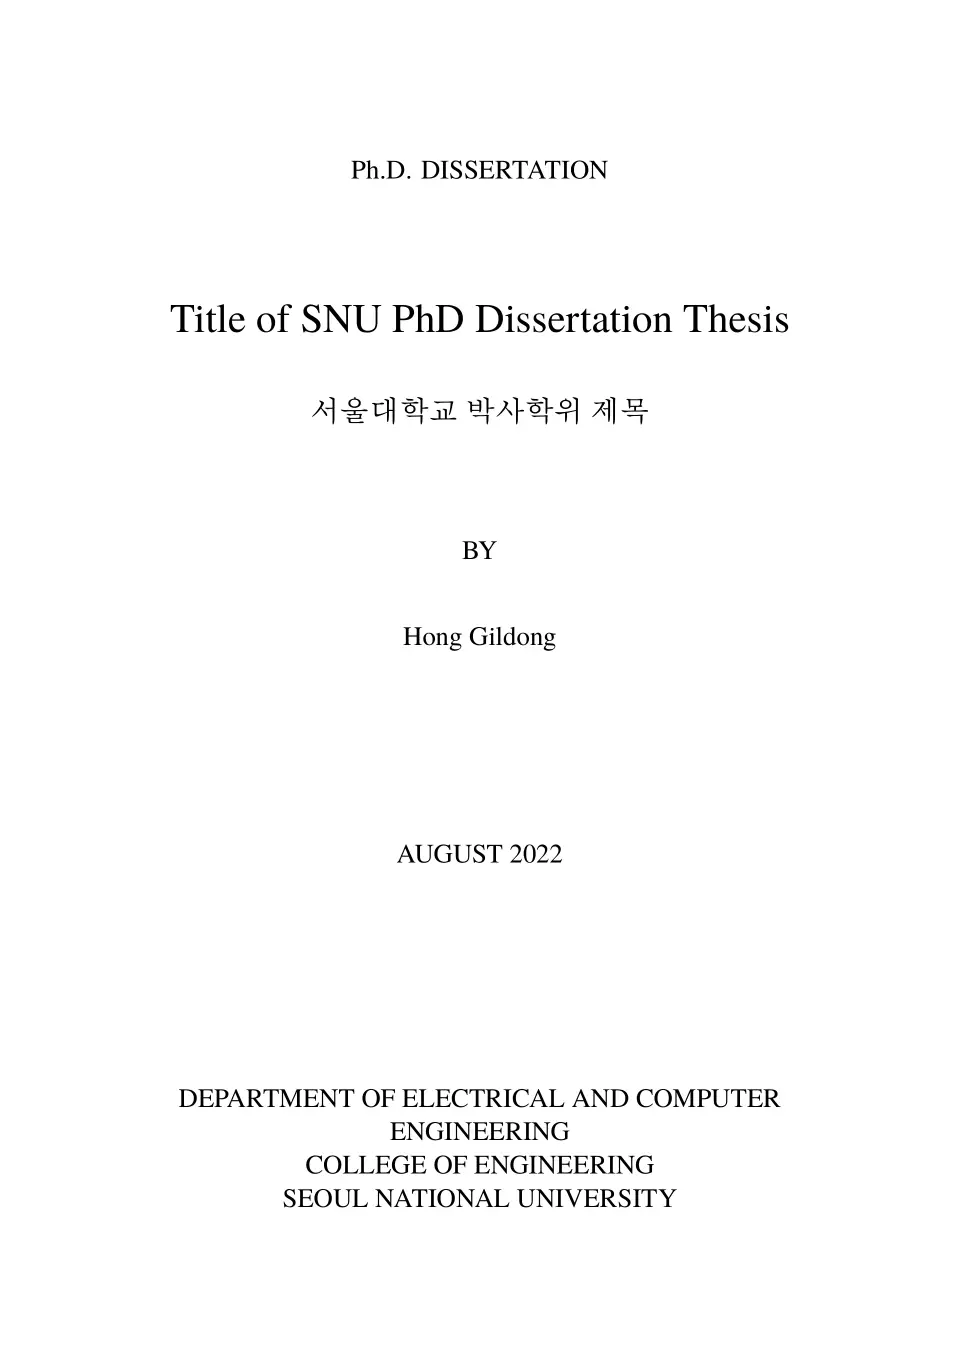 Ph.D. DISSERTATION
Title of SNU PhD Dissertation Thesis
서울대학교 박사학위 제목
BY
Hong Gildong
AUGUST 2022
DEPARTMENT OF ELECTRICAL AND COMPUTER
ENGINEERING
COLLEGE OF ENGINEERING
SEOUL NATIONAL UNIVERSITY